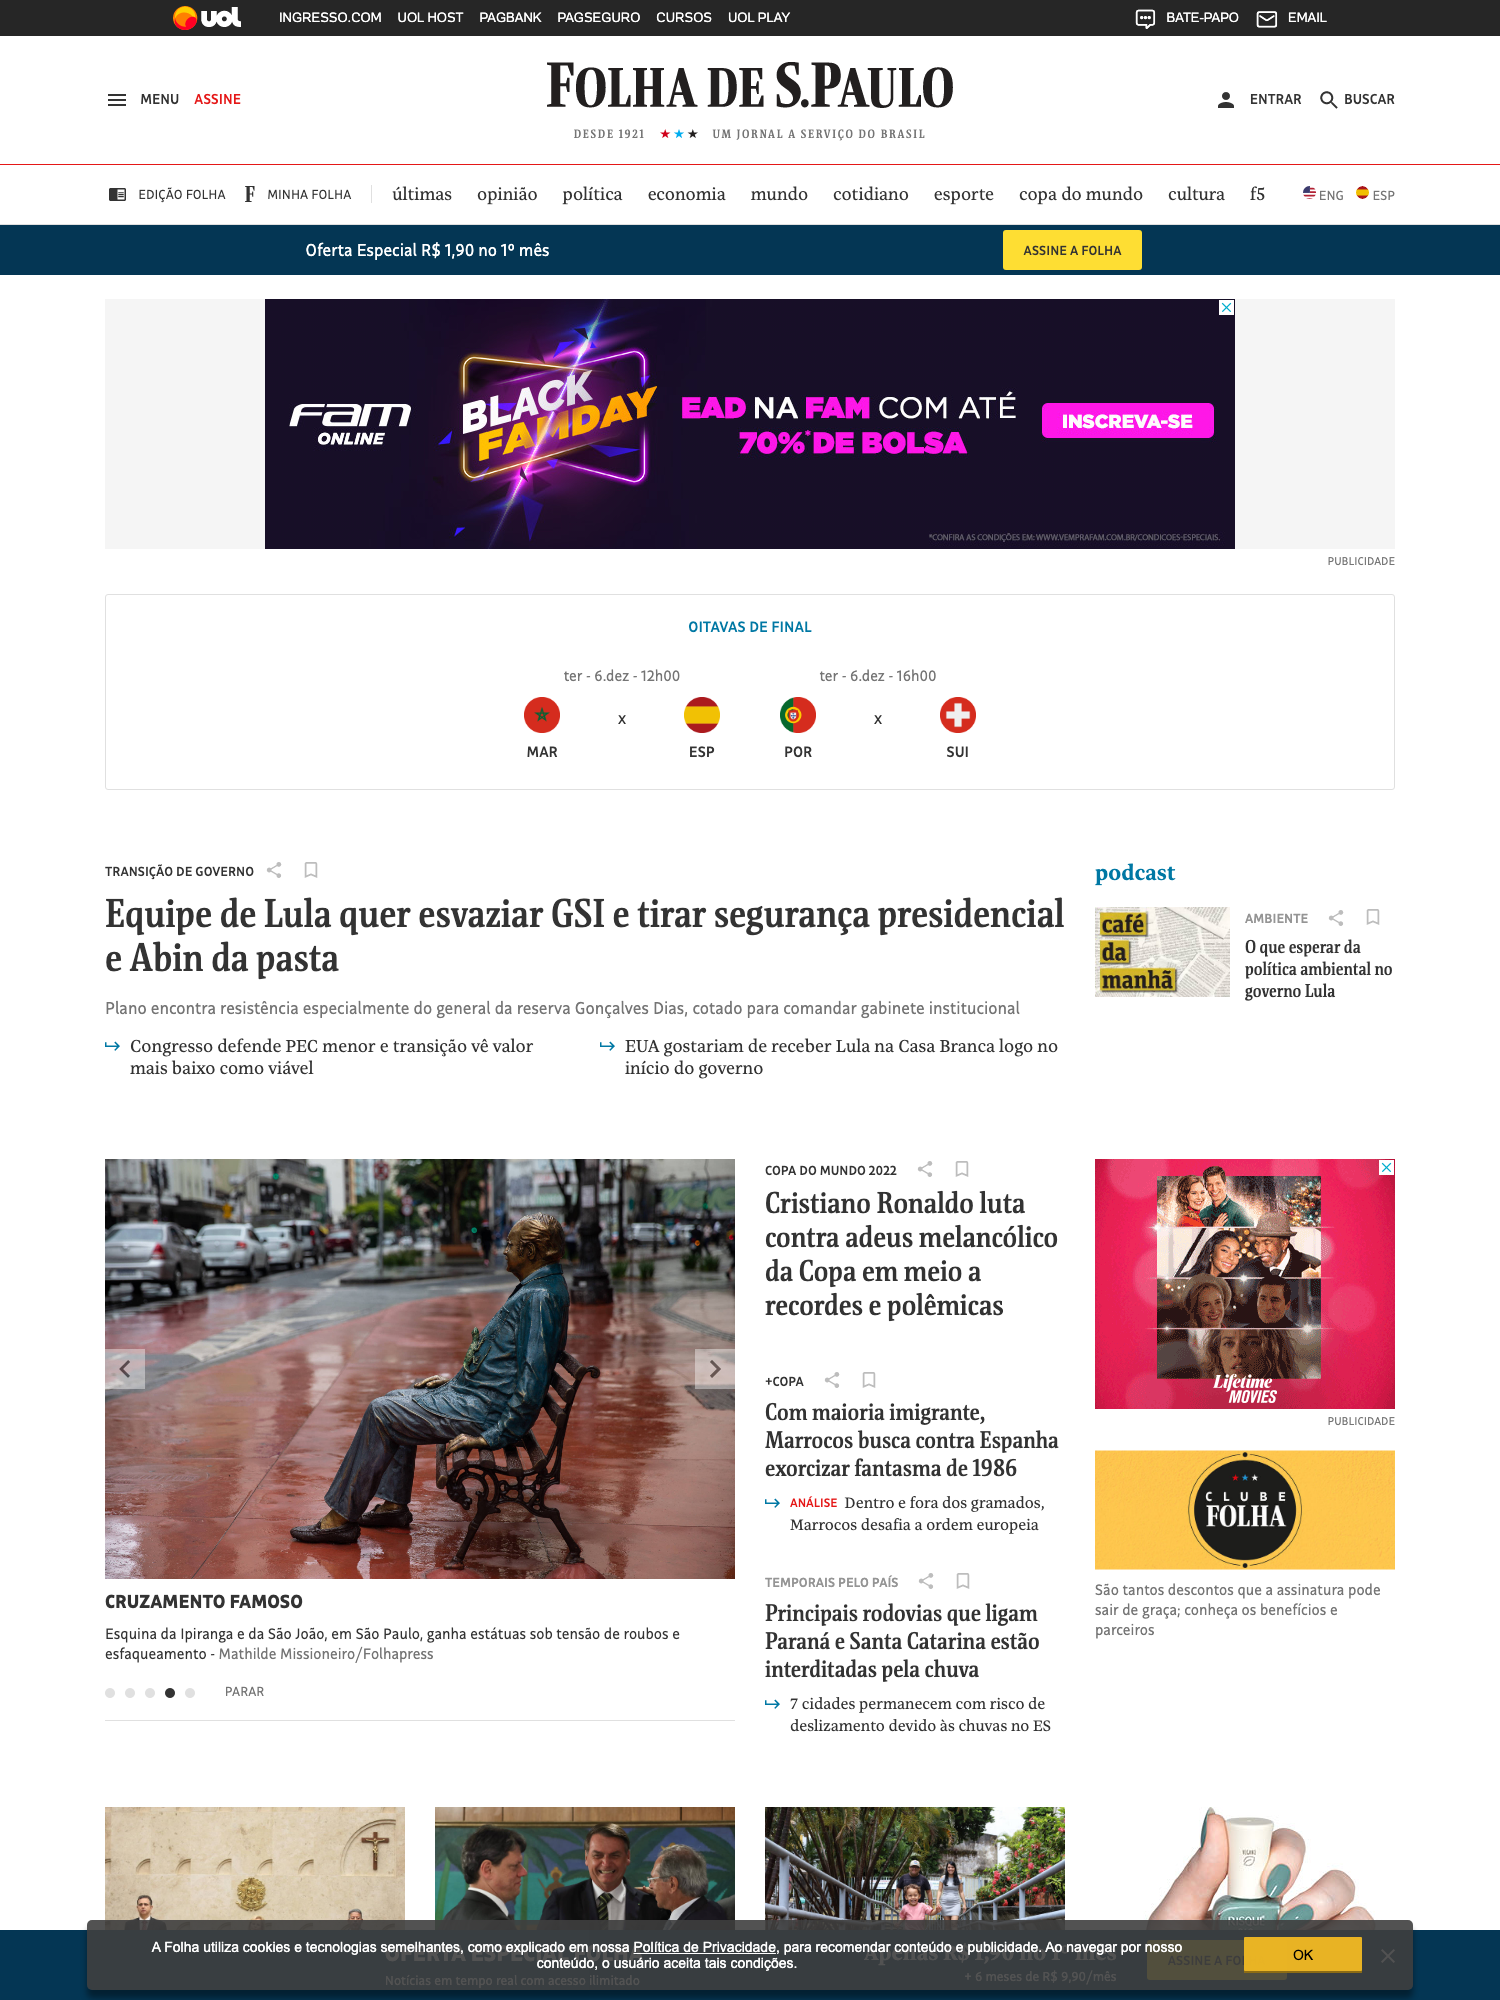 uol INGRESSO.COM UOL HOST PAGBANK PAGSEGURO CURSOS UOL PLAY BATE-PAPO EMAIL
MENU ASSINE FOLHA DE S.PAULO ENTRAR BUSCAR
DESDE 1921 ★★★ UM JORNAL A SERVIÇO DO BRASIL
EDIÇÃO FOLHA F MINHA FOLHA últimas opinião política economia mundo cotidiano esporte copa do mundo cultura f5 ENG ESP
Oferta Especial R$ 1,90 no 1º mês ASSINE A FOLHA
fam
ONLINE
BLACK
FAMDAY
EAD NA FAM COM ATÉ
70%* DE BOLSA
INSCREVA-SE
*CONFIRA AS CONDIÇÕES EM: WWW.VEMPRAFAM.COM.BR/CONDICOES-ESPECIAIS.
PUBLICIDADE
OITAVAS DE FINAL
ter - 6.dez - 12h00 ter - 6.dez - 16h00
x x
MAR ESP POR SUI
TRANSIÇÃO DE GOVERNO
Equipe de Lula quer esvaziar GSI e tirar segurança presidencial
e Abin da pasta
Plano encontra resistência especialmente do general da reserva Gonçalves Dias, cotado para comandar gabinete institucional
Congresso defende PEC menor e transição vê valor
mais baixo como viável
EUA gostariam de receber Lula na Casa Branca logo no
início do governo
podcast
café
da
manhã
AMBIENTE
O que esperar da
política ambiental no
governo Lula
CRUZAMENTO FAMOSO
Esquina da Ipiranga e da São João, em São Paulo, ganha estátuas sob tensão de roubos e
esfaqueamento - Mathilde Missioneiro/Folhapress
PARAR
COPA DO MUNDO 2022
Cristiano Ronaldo luta
contra adeus melancólico
da Copa em meio a
recordes e polêmicas
+COPA
Com maioria imigrante,
Marrocos busca contra Espanha
exorcizar fantasma de 1986
ANÁLISE Dentro e fora dos gramados,
Marrocos desafia a ordem europeia
TEMPORAIS PELO PAÍS
Principais rodovias que ligam
Paraná e Santa Catarina estão
interditadas pela chuva
7 cidades permanecem com risco de
deslizamento devido às chuvas no ES
Lifetime
MOVIES
PUBLICIDADE
CLUBE
FOLHA
São tantos descontos que a assinatura pode
sair de graça; conheça os benefícios e
parceiros
A Folha utiliza cookies e tecnologias semelhantes, como explicado em nossa Política de Privacidade, para recomendar conteúdo e publicidade. Ao navegar por nosso
conteúdo, o usuário aceita tais condições.
OK
Apenas R$ 1,90 no 1º mês
ASSINE A FO
Notícias em tempo real com acesso ilimitado
+ 6 meses de R$ 9,90/mês